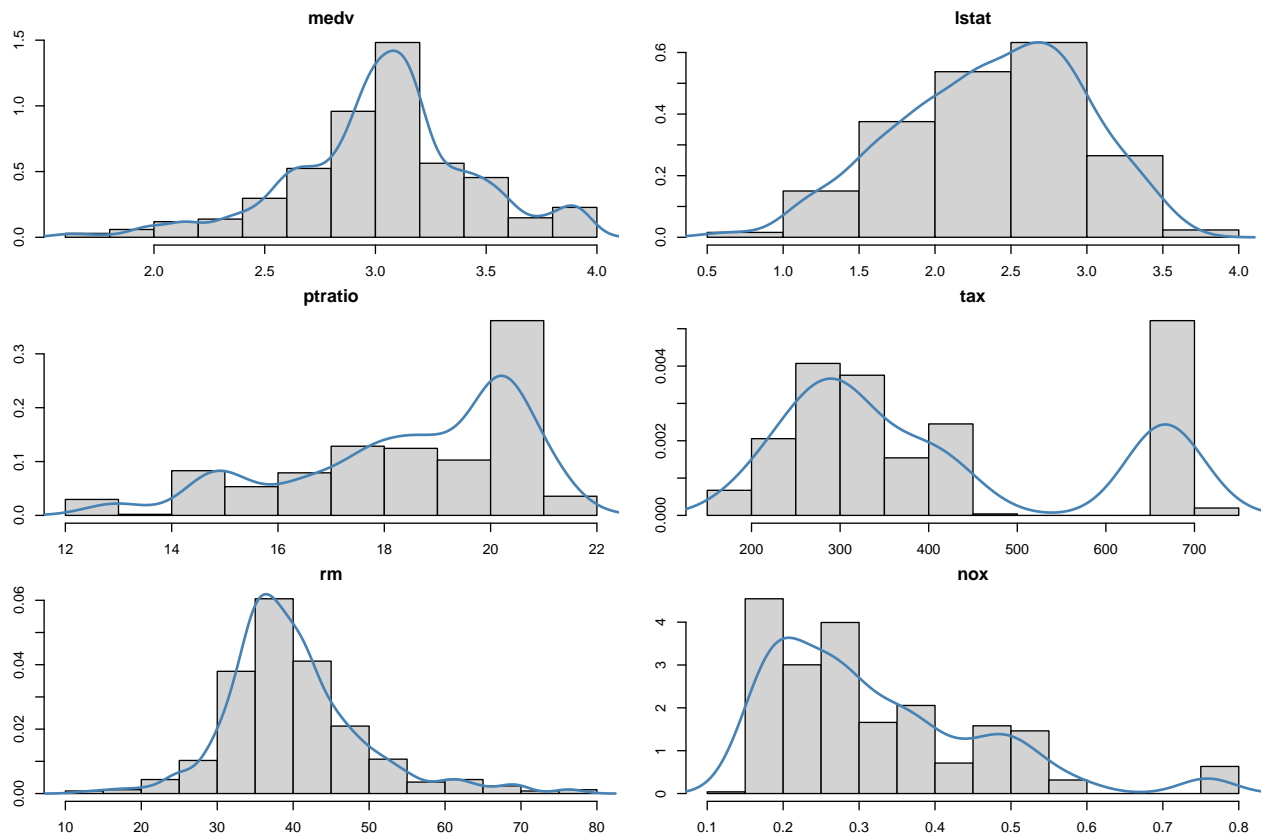 medv
0.0 0.5 1.0 1.5
2.0 2.5 3.0 3.5 4.0
lstat
0.0 0.2 0.4 0.6
0.5 1.0 1.5 2.0 2.5 3.0 3.5 4.0
ptratio
0.0 0.1 0.2 0.3
12 14 16 18 20 22
tax
0.000 0.002 0.004
200 300 400 500 600 700
rm
0.00 0.02 0.04 0.06
10 20 30 40 50 60 70 80
nox
0 1 2 3 4
0.1 0.2 0.3 0.4 0.5 0.6 0.7 0.8